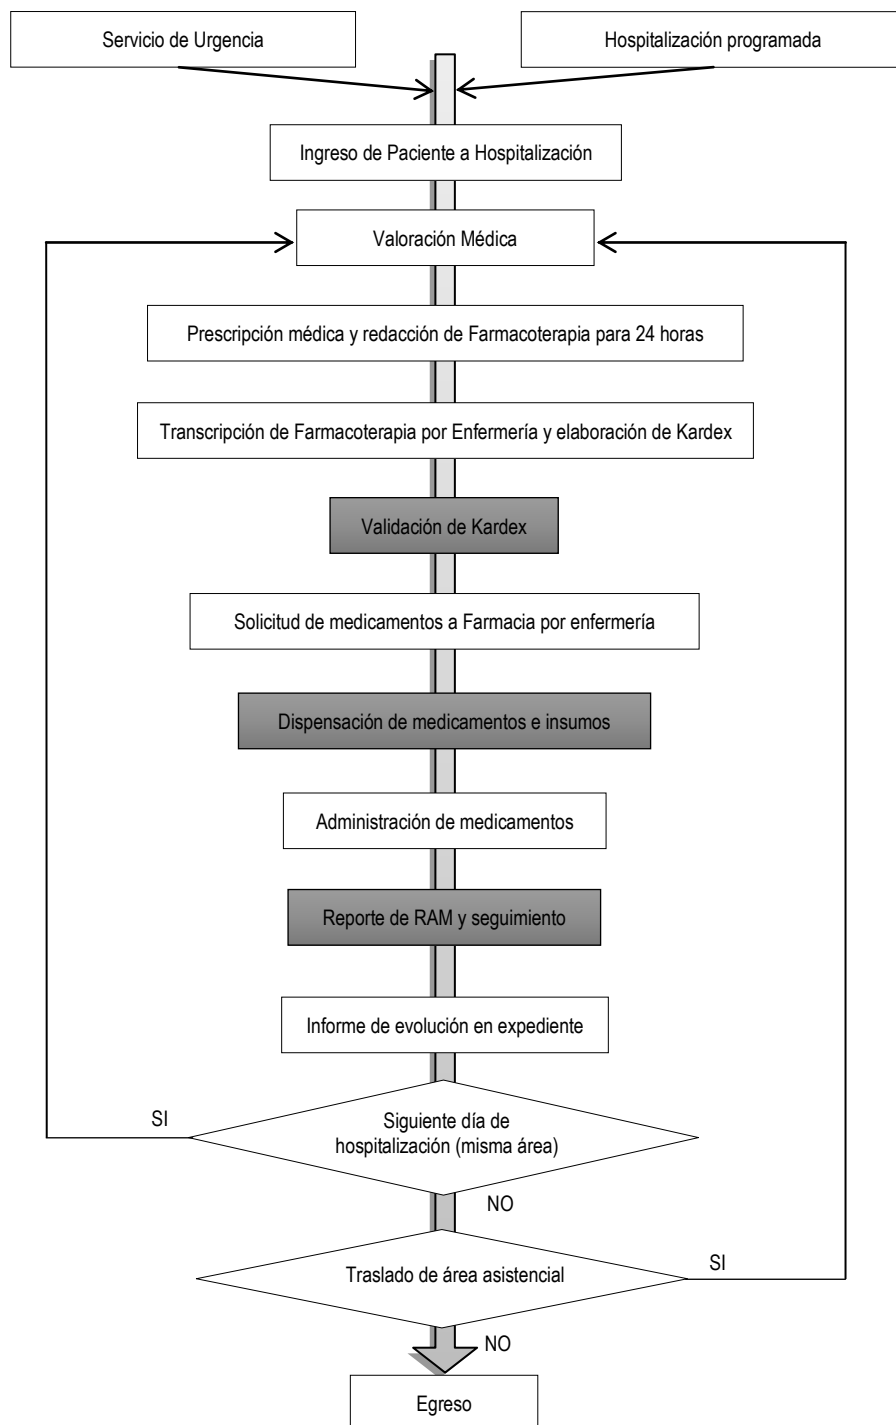 Servicio de Urgencia
Hospitalización programada
Ingreso de Paciente a Hospitalización
Valoración Médica
Prescripción médica y redacción de Farmacoterapia para 24 horas
Transcripción de Farmacoterapia por Enfermería y elaboración de Kardex
Validación de Kardex
Solicitud de medicamentos a Farmacia por enfermería
Dispensación de medicamentos e insumos
Administración de medicamentos
Reporte de RAM y seguimiento
Informe de evolución en expediente
SI
Siguiente día de
hospitalización (misma área)
NO
Traslado de área asistencial
SI
NO
Egreso